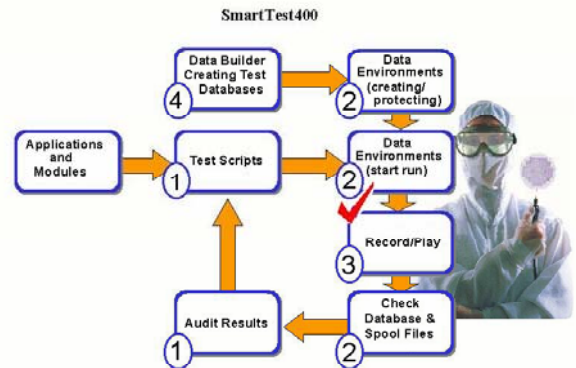 SmartTest400
Data Builder
Creating Test
Databases
4
Data
Environments
(creating/
protecting)
2
Applications
and
Modules
Test Scripts
1
Data
Environments
(start run)
2
Record/Play
3
Audit Results
1
Check
Database &
Spool Files
2